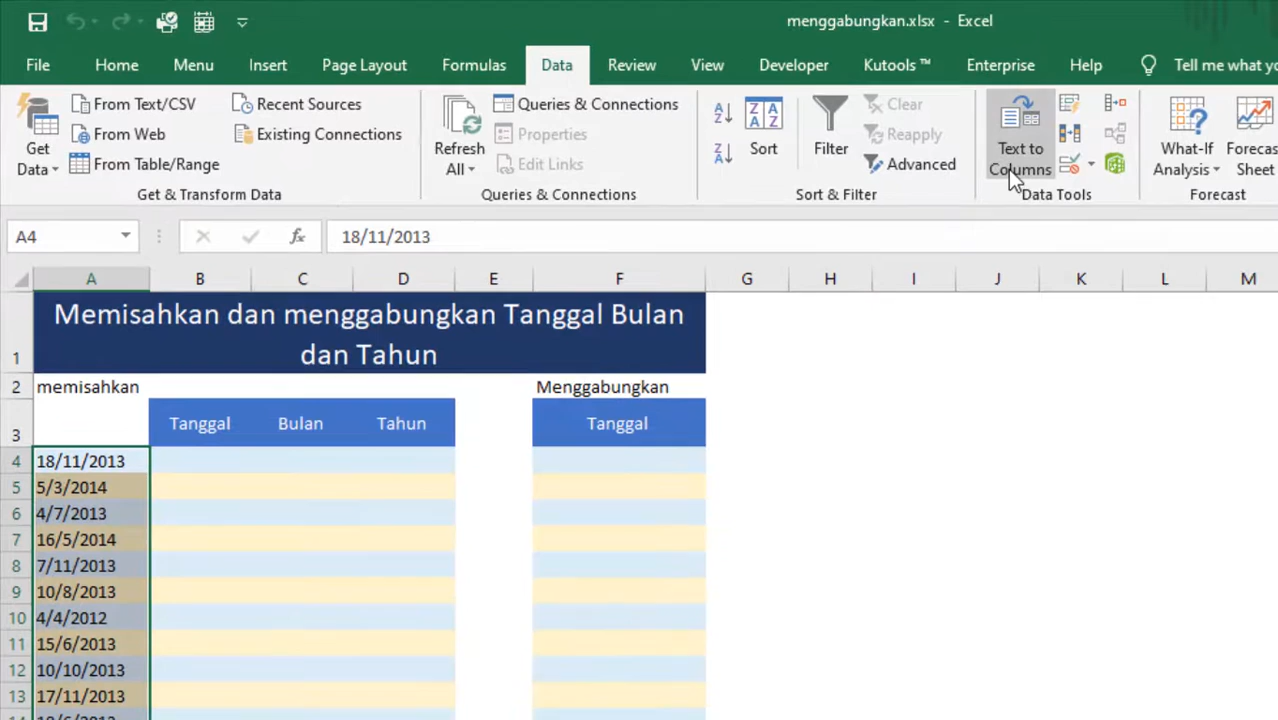 menggabungkan.xlsx - Excel
File Home Menu Insert Page Layout Formulas Data Review View Developer Kutools ™ Enterprise Help Tell me what
Get Data
From Text/CSV
From Web
From Table/Range
Recent Sources
Existing Connections
Get & Transform Data
Refresh All
Queries & Connections
Properties
Edit Links
Queries & Connections
Sort
Filter
Clear
Reapply
Advanced
Sort & Filter
Text to Columns
Data Tools
What-If Analysis
Forecas
Sheet
Forecast
A4 fx 18/11/2013
A B C D E F G H I J K L M
1 Memisahkan dan menggabungkan Tanggal Bulan
dan Tahun
2 memisahkan Menggabungkan
3 Tanggal Bulan Tahun Tanggal
4 18/11/2013
5 5/3/2014
6 4/7/2013
7 16/5/2014
8 7/11/2013
9 10/8/2013
10 4/4/2012
11 15/6/2013
12 10/10/2013
13 17/11/2013